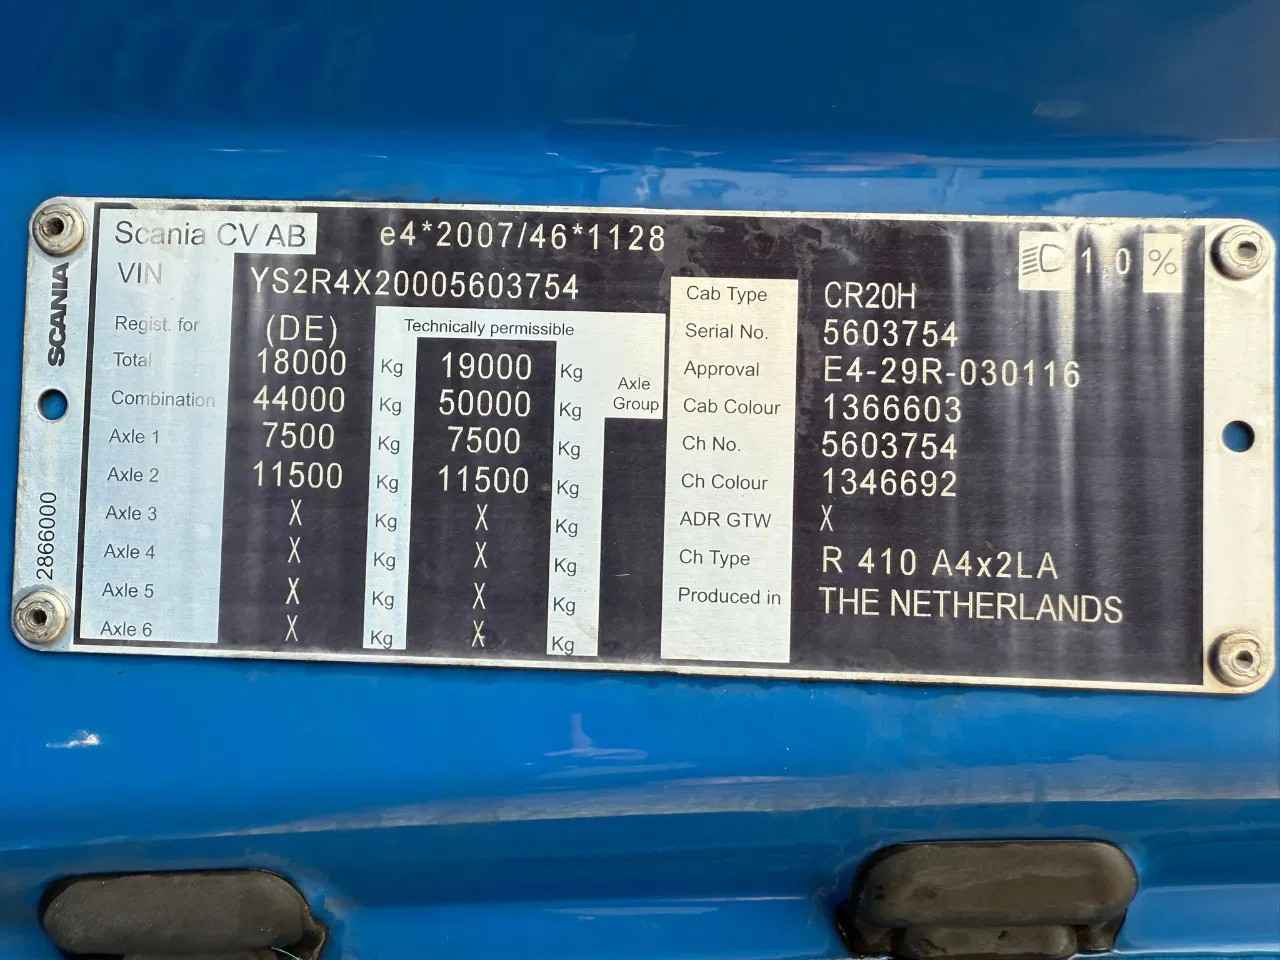 Scania CV AB e4*2007/46*1128 1.0 %
VIN YS2R4X20005603754
Regist. for (DE) Technically permissible
Total 18000 Kg 19000 Kg Axle Group
Combination 44000 Kg 50000 Kg
Axle 1 7500 Kg 7500 Kg
Axle 2 11500 Kg 11500 Kg
Axle 3 X Kg X Kg
Axle 4 X Kg X Kg
Axle 5 X Kg X Kg
Axle 6 X Kg X Kg
Cab Type CR20H
Serial No. 5603754
Approval E4-29R-030116
Cab Colour 1366603
Ch No. 5603754
Ch Colour 1346692
ADR GTW X
Ch Type R 410 A4x2LA
Produced in THE NETHERLANDS
SCANIA
2866000